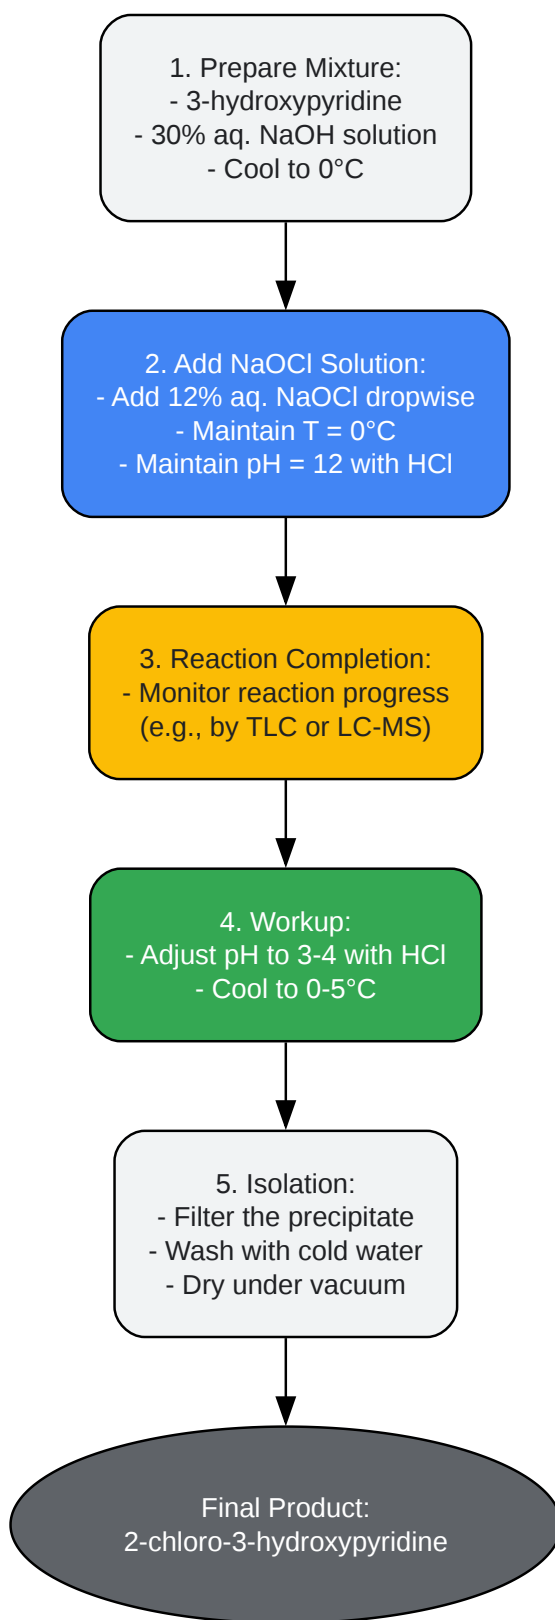 1. Prepare Mixture:
- 3-hydroxypyridine
- 30% aq. NaOH solution
- Cool to 0°C
2. Add NaOCl Solution:
- Add 12% aq. NaOCl dropwise
- Maintain T = 0°C
- Maintain pH = 12 with HCl
3. Reaction Completion:
- Monitor reaction progress
(e.g., by TLC or LC-MS)
4. Workup:
- Adjust pH to 3-4 with HCl
- Cool to 0-5°C
5. Isolation:
- Filter the precipitate
- Wash with cold water
- Dry under vacuum
Final Product:
2-chloro-3-hydroxypyridine